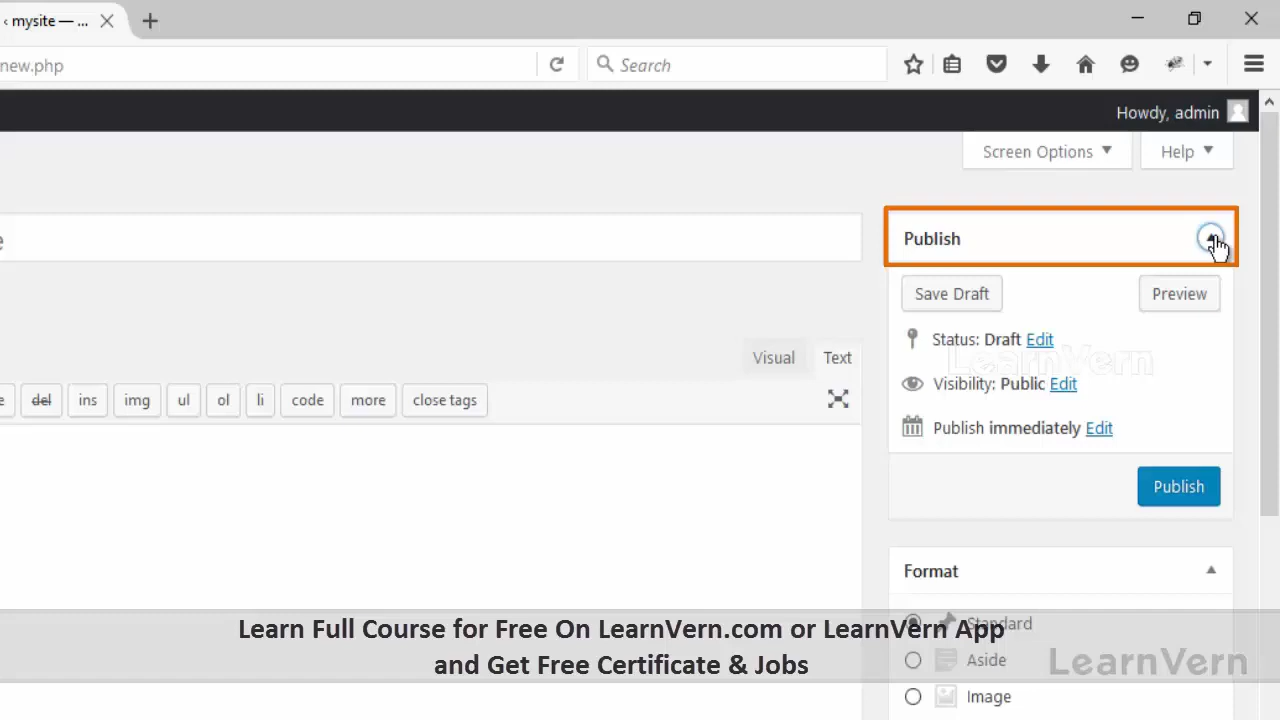 ‹ mysite — ...
new.php
Search
Howdy, admin
Screen Options
Help
e
Publish
Save Draft
Preview
Status: Draft Edit
LearnVern
Visual
Text
Visibility: Public Edit
e
del
ins
img
ul
ol
li
code
more
close tags
Publish immediately Edit
Publish
Format
Standard
Learn Full Course for Free On LearnVern.com or LearnVern App
and Get Free Certificate & Jobs
Aside
LearnVern
Image